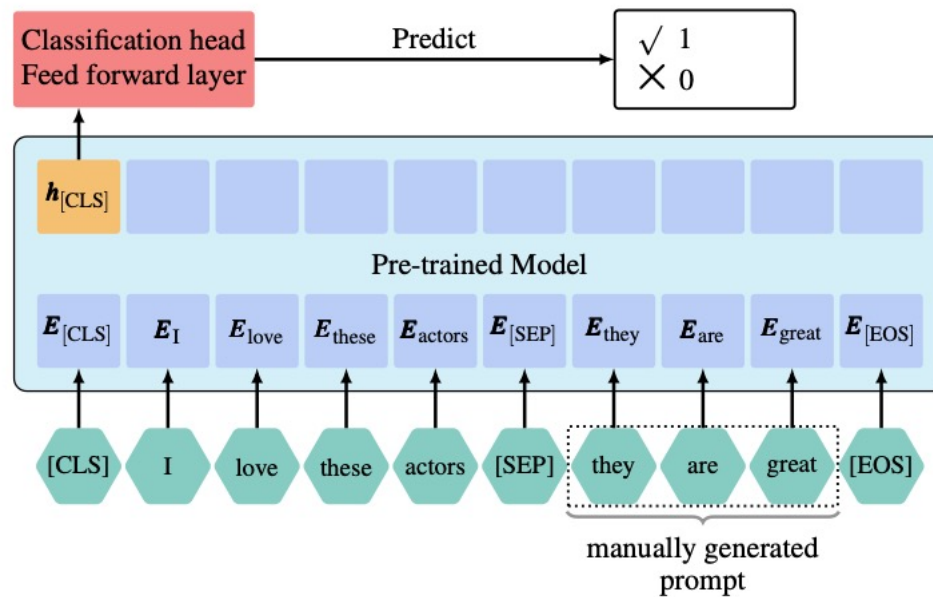 Classification head
Feed forward layer
Predict
√ 1
× 0
h[CLS]
Pre-trained Model
E[CLS] EI Elove Ethese Eactors E[SEP] Ethey Eare Egreat E[EOS]
[CLS] I love these actors [SEP] they are great [EOS]
manually generated
prompt